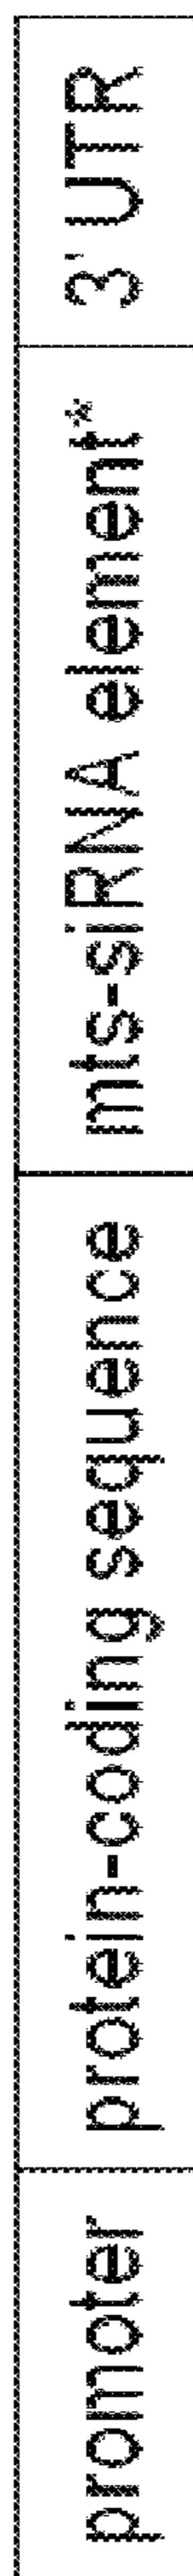 promoter
protein-coding sequence
mts-siRNA element*
3' UTR